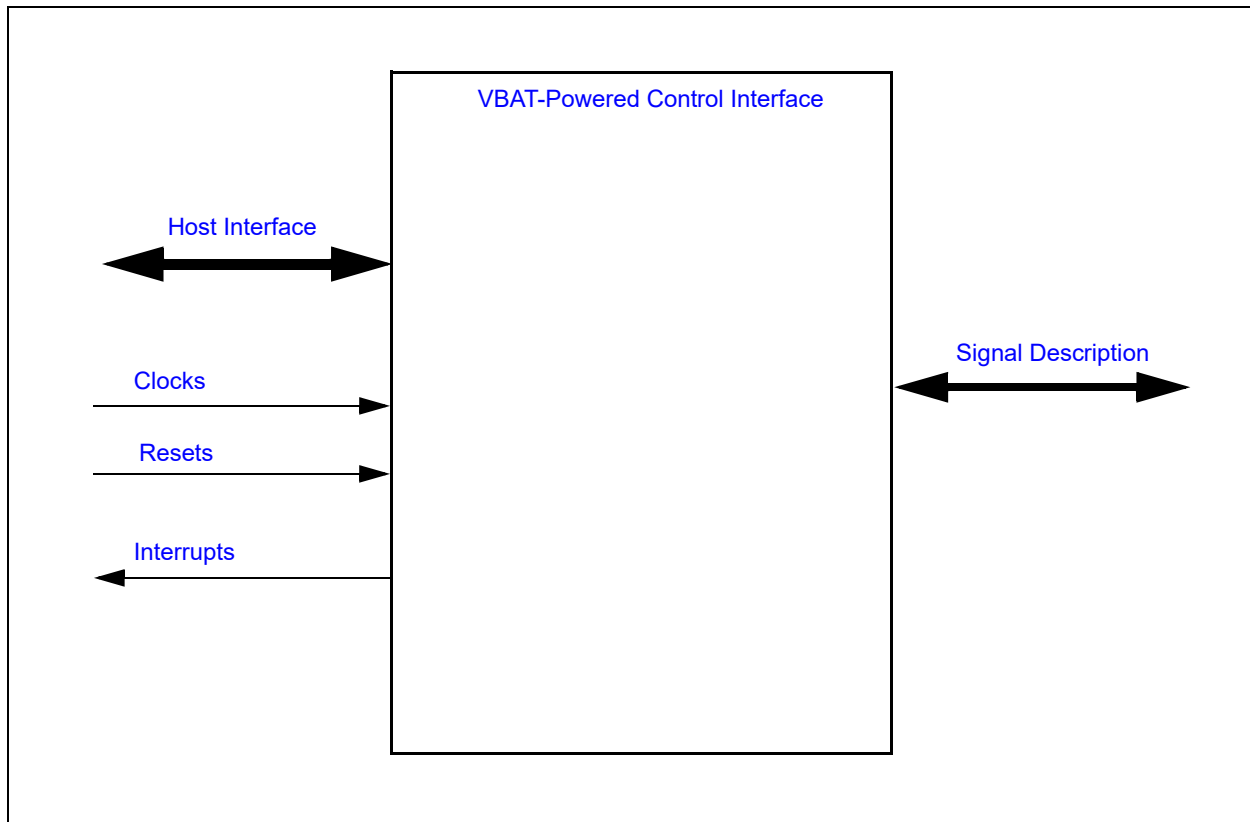 VBAT-Powered Control Interface
Host Interface
Signal Description
Clocks
Resets
Interrupts